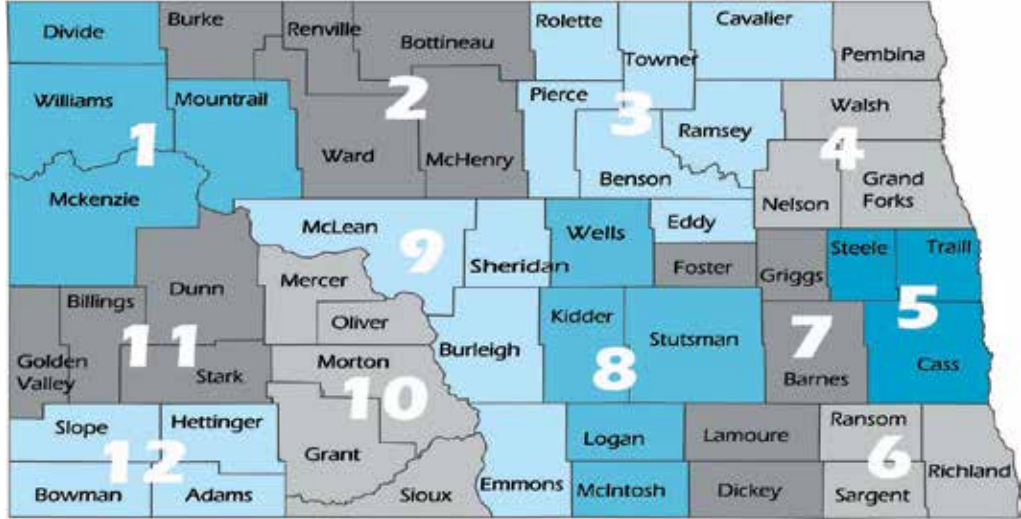 Divide
Burke
Renville
Bottineau
Rolette
Towner
Cavalier
Pembina
Williams
Mountrail
1
2
Ward
McHenry
Pierce
3
Ramsey
Benson
Walsh
4
Nelson
Grand
Forks
Mckenzie
McLean
9
Sheridan
Wells
Eddy
Foster
Griggs
Steele
Traill
5
Billings
Dunn
Mercer
Oliver
Golden
Valley
11
Stark
Morton
10
Burleigh
Kidder
8
Stutsman
7
Barnes
Cass
Slope
Hettinger
12
Bowman
Adams
Grant
Sioux
Emmons
Logan
McIntosh
Lamoure
Dickey
Ransom
6
Sargent
Richland